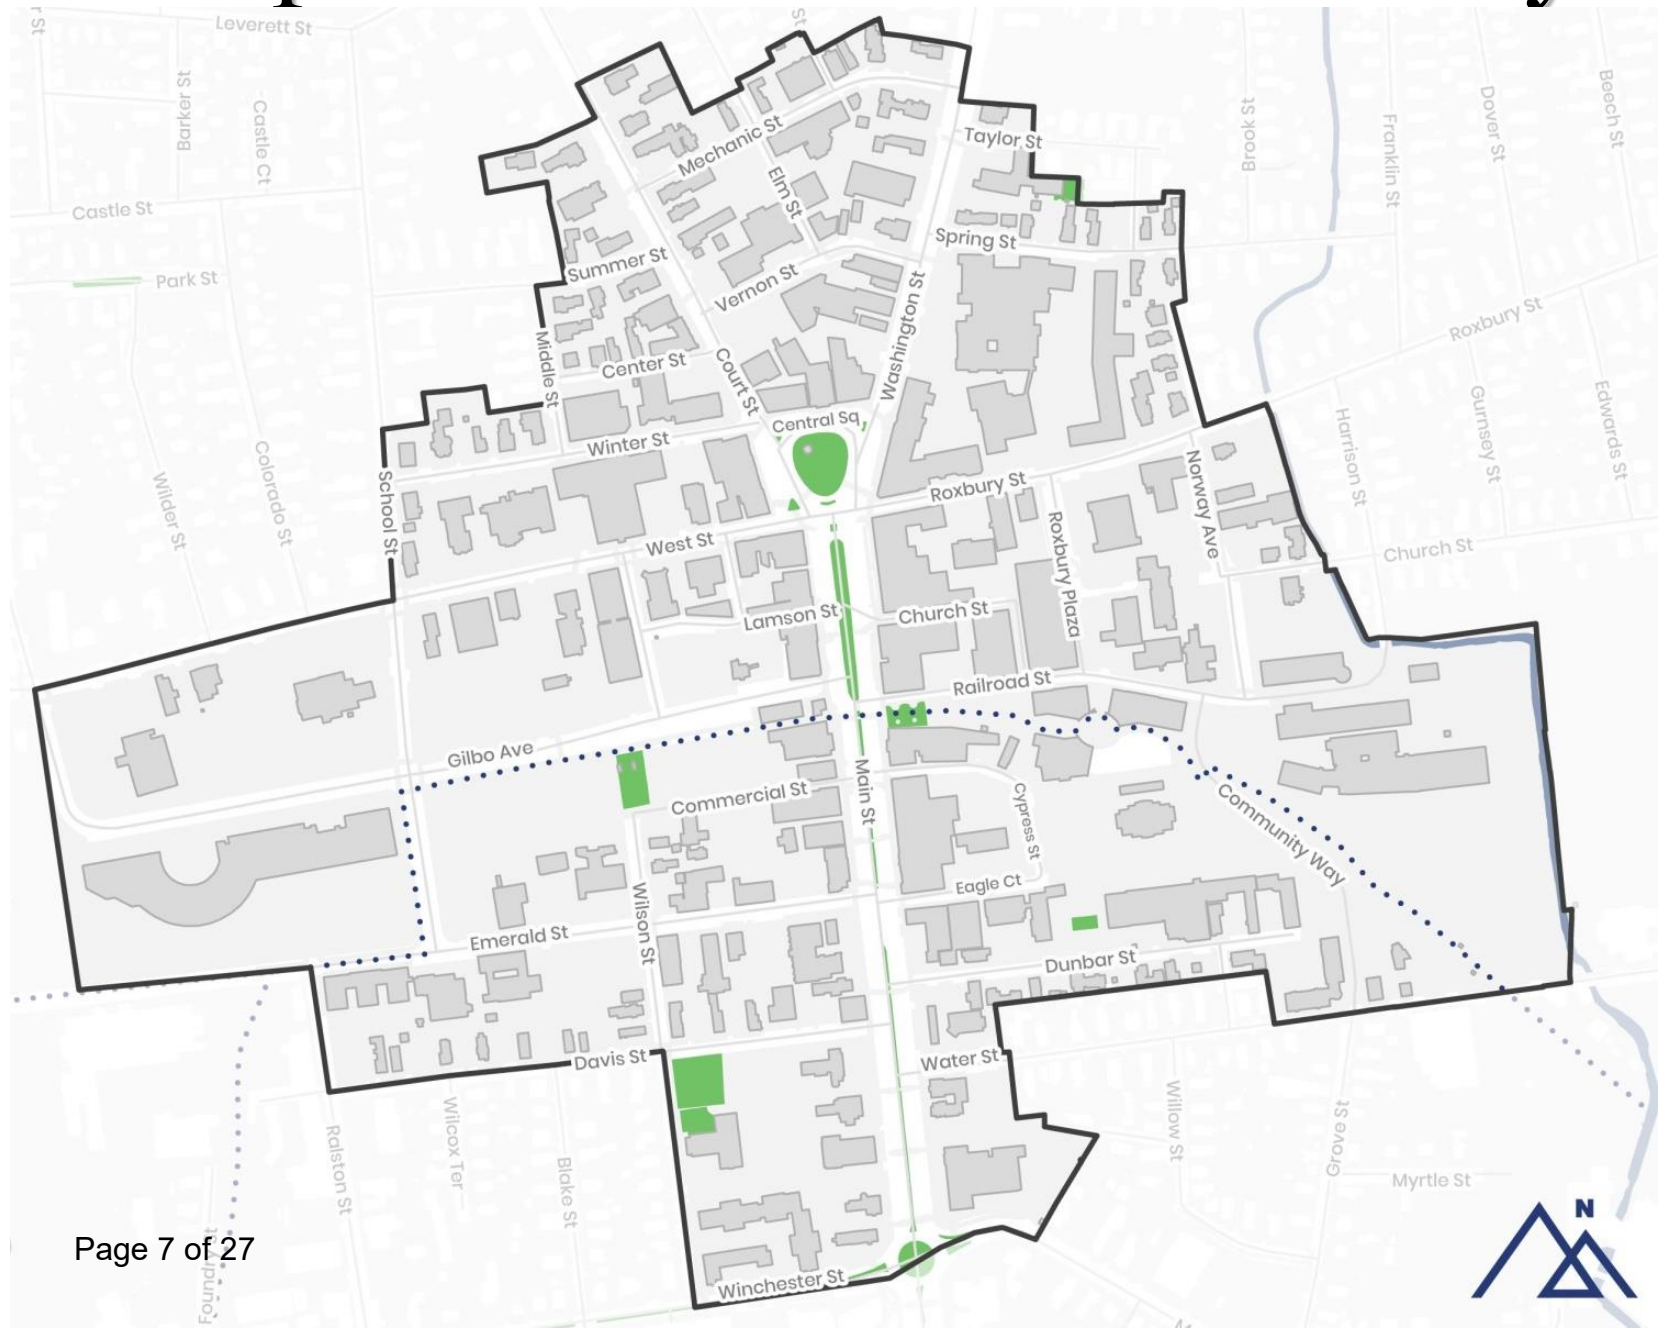 Leverett St
Barker St
Castle Ct
Castle St
Park St
Mechanic St
Elm St
Taylor St
Brook St
Franklin St
Dover St
Beech St
Summer St
Vernon St
Spring St
Washington St
Roxbury St
Middle St
Center St
Court St
Central Sq
Winter St
School St
Wilder St
Colorado St
West St
Roxbury St
Roxbury Plaza
Norway Ave
Harrison St
Gurnsey St
Edwards St
Church St
Lamson St
Church St
Railroad St
Gilbo Ave
Commercial St
Main St
Cypress St
Community Way
Eagle Ct
Wilson St
Emerald St
Dunbar St
Davis St
Water St
Ralston St
Wilcox Ter
Blake St
Willow St
Grove St
Myrtle St
Foundry St
Winchester St
N
Page 7 of 27